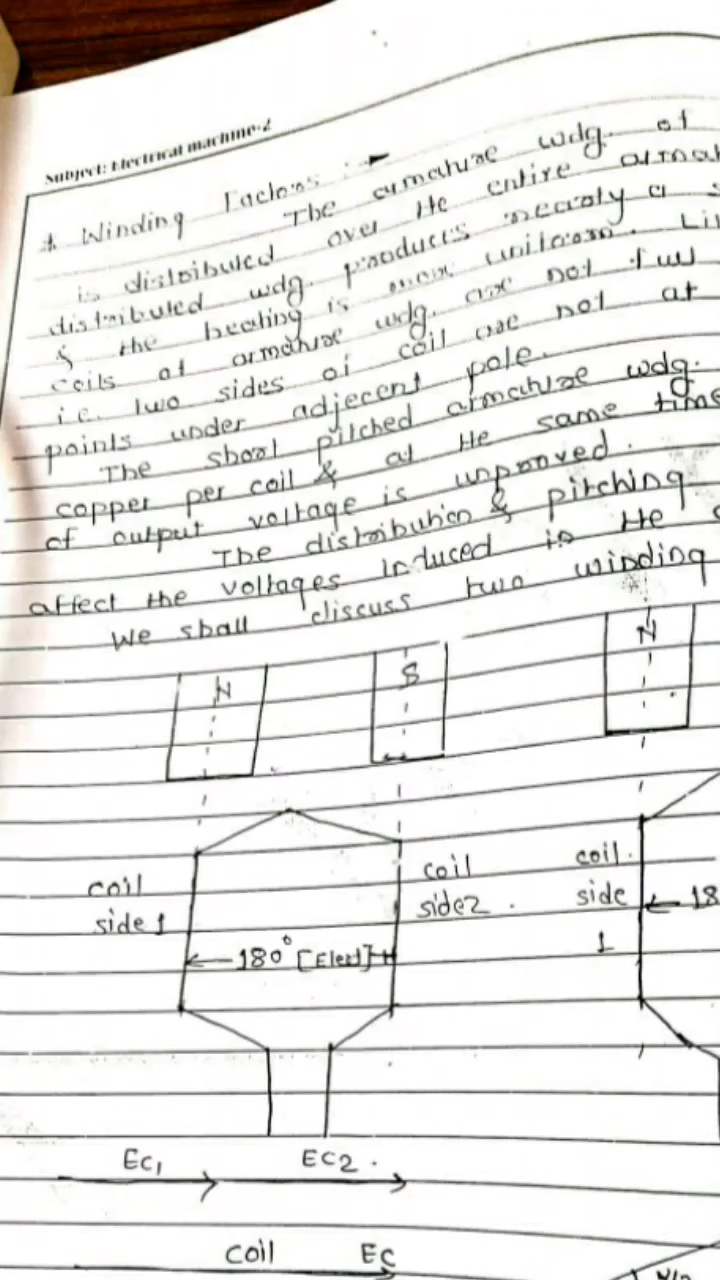 Subject: Electrical machine-2
* Winding Factors :
The armature wdg. of
is distributed over the entire armat
distributed wdg. produces nearly a s
& the heating is more uniform. Li
coils of armature wdg. are not full
i.e. two sides of coil are not at
points under adjecent pole.
The short pitched armature wdg.
copper per coil & at the same time
of output voltage is improved.
The distribution & pitching
affect the voltages induced in the
We shall discuss two winding
N S N
coil coil coil.
side 1 side2. side 18
180° [Elect] 1
Ec1 Ec2.
Coil Ec